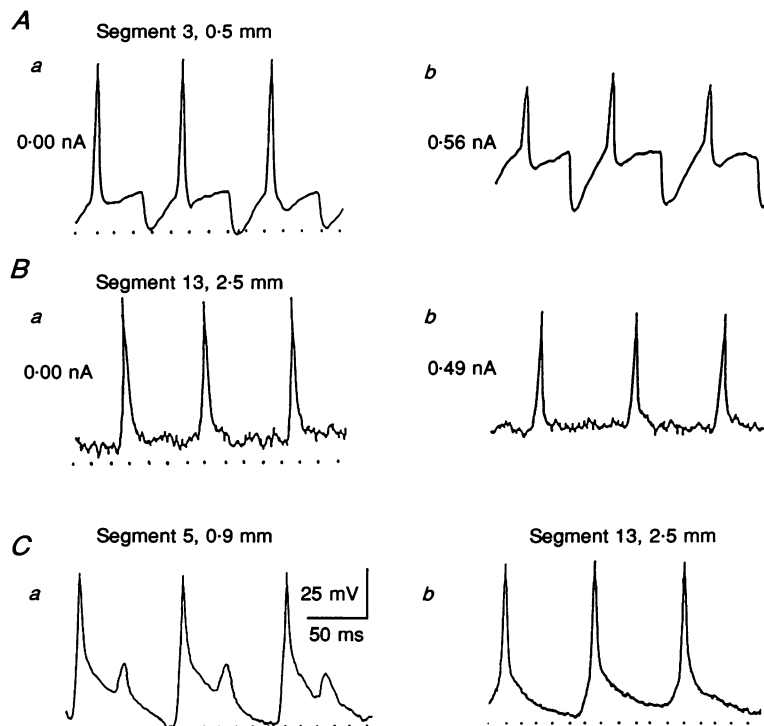 A
Segment 3, 0·5 mm
a
b
0·00 nA
0·56 nA
B
Segment 13, 2·5 mm
a
b
0·00 nA
0·49 nA
C
Segment 5, 0·9 mm
Segment 13, 2·5 mm
a
25 mV
b
50 ms